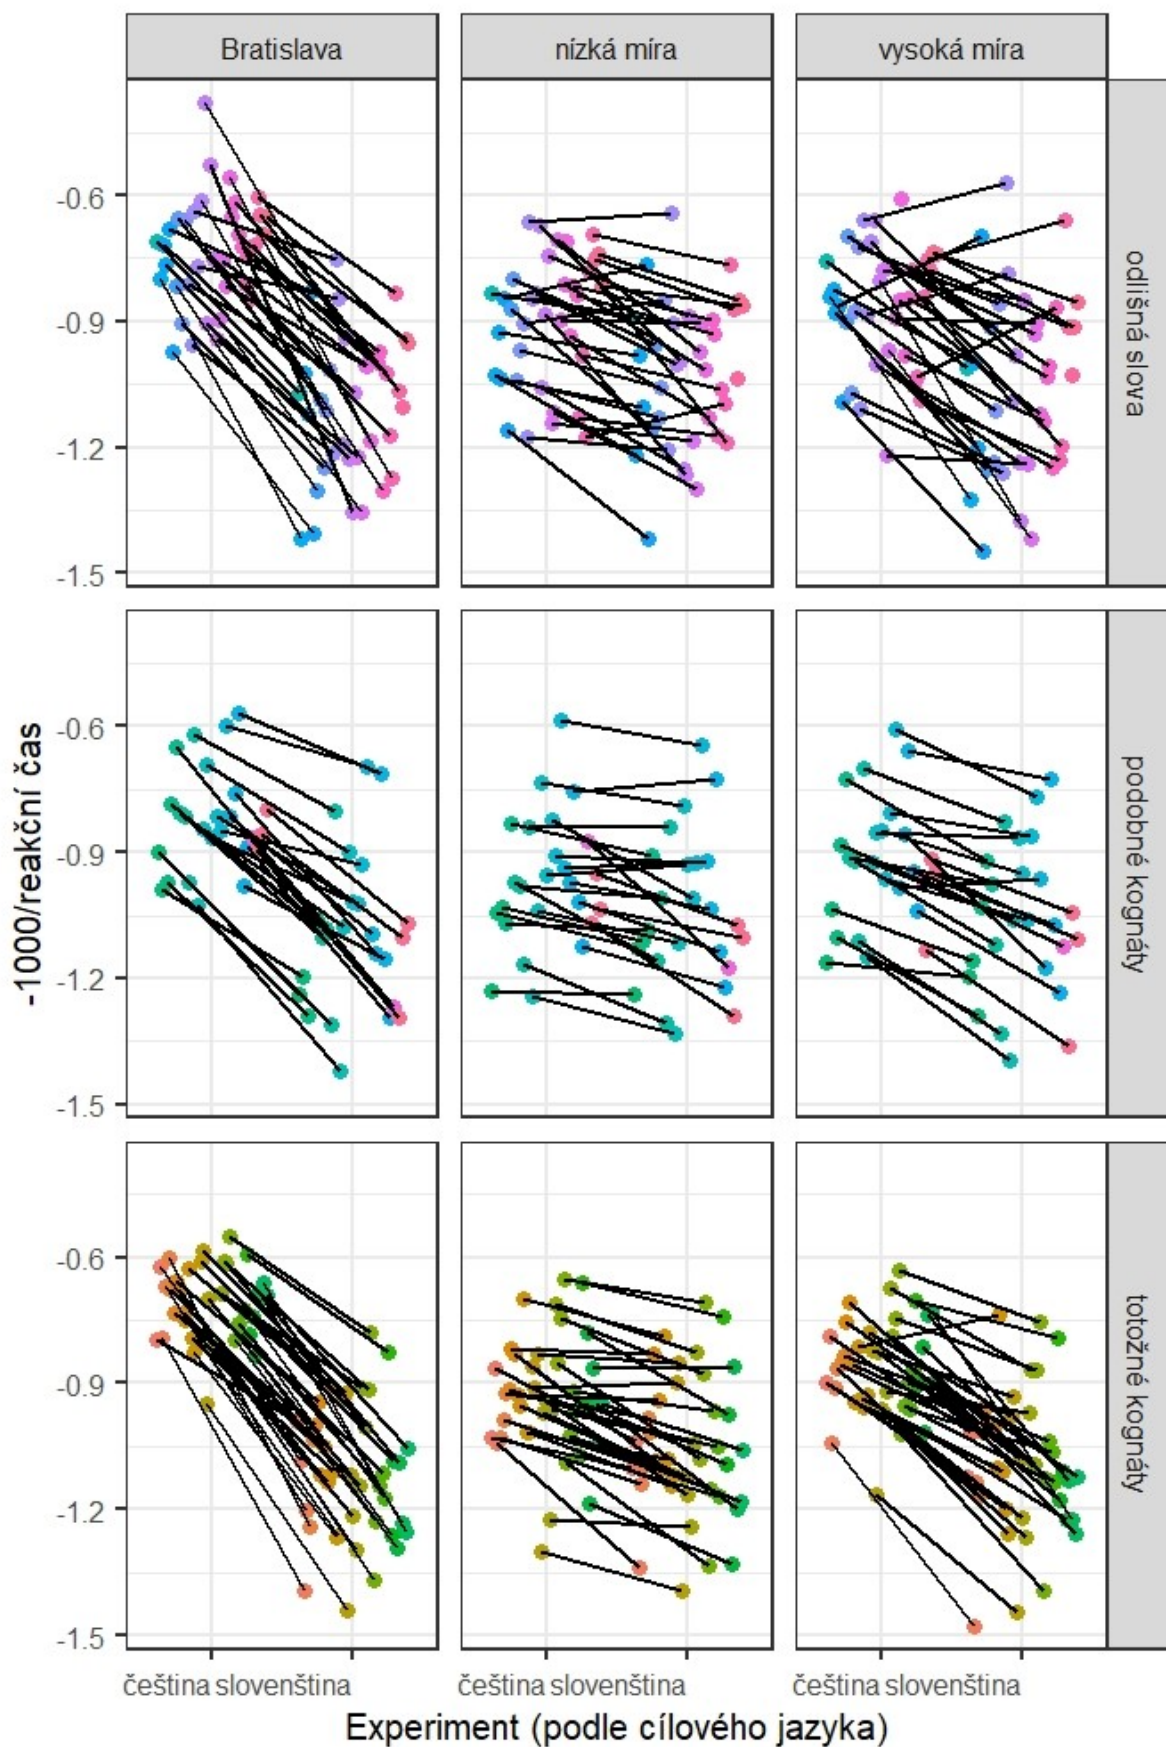 Bratislava
nízká míra
vysoká míra
-0.6
-0.9
-1.2
-1.5
odlišná slova
-0.6
-0.9
-1.2
-1.5
podobné kognáty
-1000/reakční čas
-0.6
-0.9
-1.2
-1.5
totožné kognáty
čeština slovenština
čeština slovenština
čeština slovenština
Experiment (podle cílového jazyka)